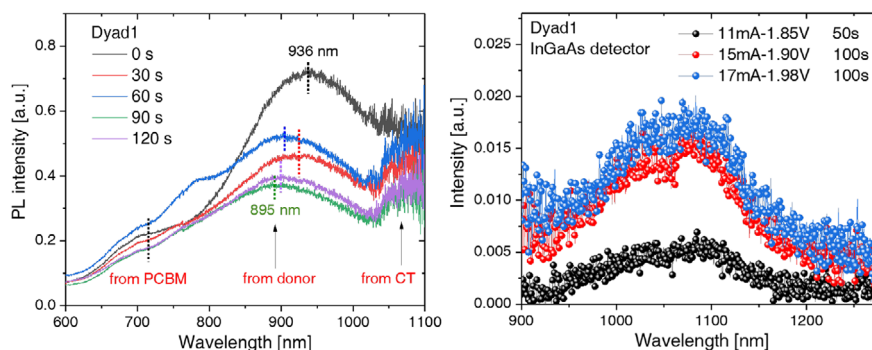 Dyad1
0 s
30 s
60 s
90 s
120 s
936 nm
895 nm
from PCBM
from donor
from CT
PL intensity [a.u.]
0.8
0.6
0.4
0.2
0.0
600 700 800 900 1000 1100
Wavelength [nm]
Dyad1
InGaAs detector
11mA-1.85V 50s
15mA-1.90V 100s
17mA-1.98V 100s
Intensity [a.u.]
0.025
0.020
0.015
0.010
0.005
0.000
900 1000 1100 1200
Wavelength [nm]